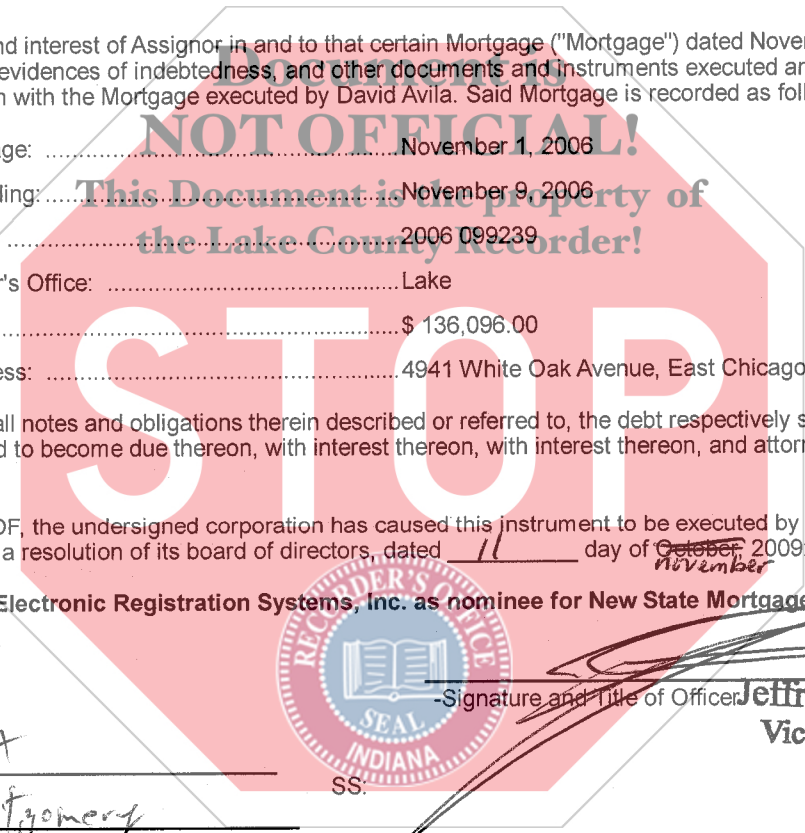 nd interest of Assignor in and to that certain Mortgage ("Mortgage") dated Nover
evidences of indebtedness, and other documents and instruments executed an
n with the Mortgage executed by David Avila. Said Mortgage is recorded as foll
Document is
NOT OFFICIAL!
This Document is the property of
the Lake County Recorder!
ge: ........................................................ November 1, 2006
ling: ........................................................ November 9, 2006
........................................................ 2006 099239
r's Office: ........................................................ Lake
........................................................ $ 136,096.00
ess: ........................................................ 4941 White Oak Avenue, East Chicago
STOP
all notes and obligations therein described or referred to, the debt respectively s
d to become due thereon, with interest thereon, with interest thereon, and attorn
OF, the undersigned corporation has caused this instrument to be executed by
a resolution of its board of directors, dated 11 day of October, 2009
november
Electronic Registration Systems, Inc. as nominee for New State Mortgage
RECORDER'S OFFICE
SEAL
INDIANA
-Signature and Title of Officer Jeffr
Vic
SS:
tgomery